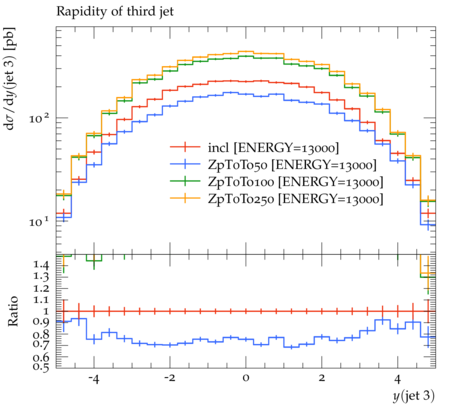 Rapidity of third jet
dσ/dy(jet 3) [pb]
10²
10¹
incl [ENERGY=13000]
ZpToTo50 [ENERGY=13000]
ZpToTo100 [ENERGY=13000]
ZpToTo250 [ENERGY=13000]
Ratio
1.4
1.3
1.2
1.1
1
0.9
0.8
0.7
0.6
0.5
-4 -2 0 2 4
y(jet 3)